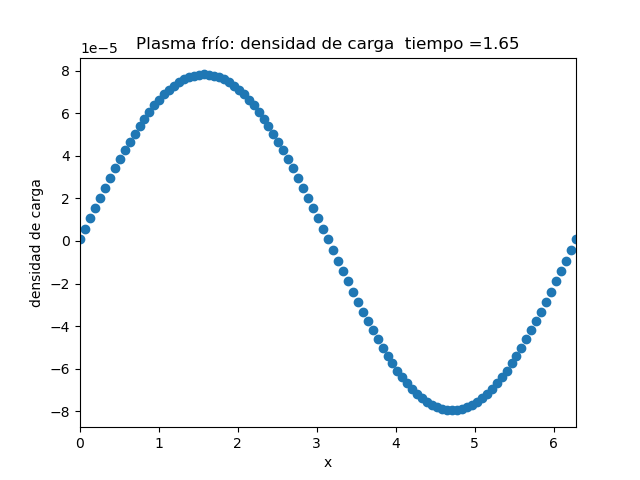 Plasma frío: densidad de carga  tiempo =1.65
1e−5
8
6
4
2
0
−2
−4
−6
−8
densidad de carga
0 1 2 3 4 5 6
x